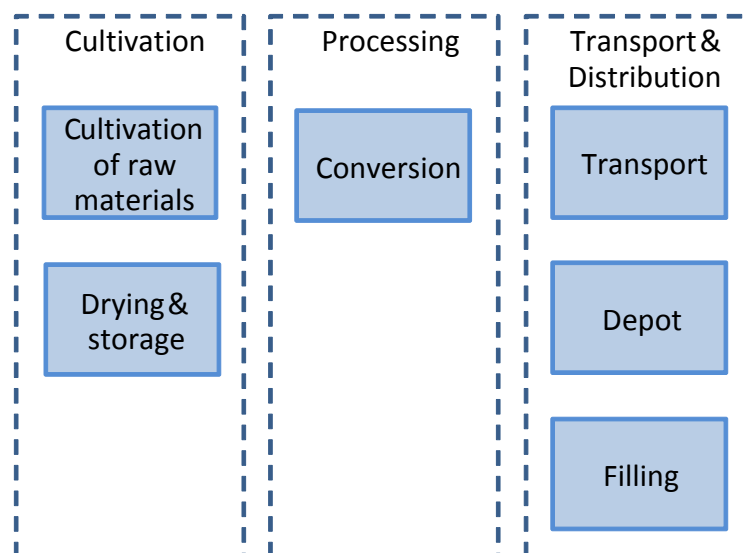 Cultivation
Cultivation
of raw
materials
Drying &
storage
Processing
Conversion
Transport &
Distribution
Transport
Depot
Filling